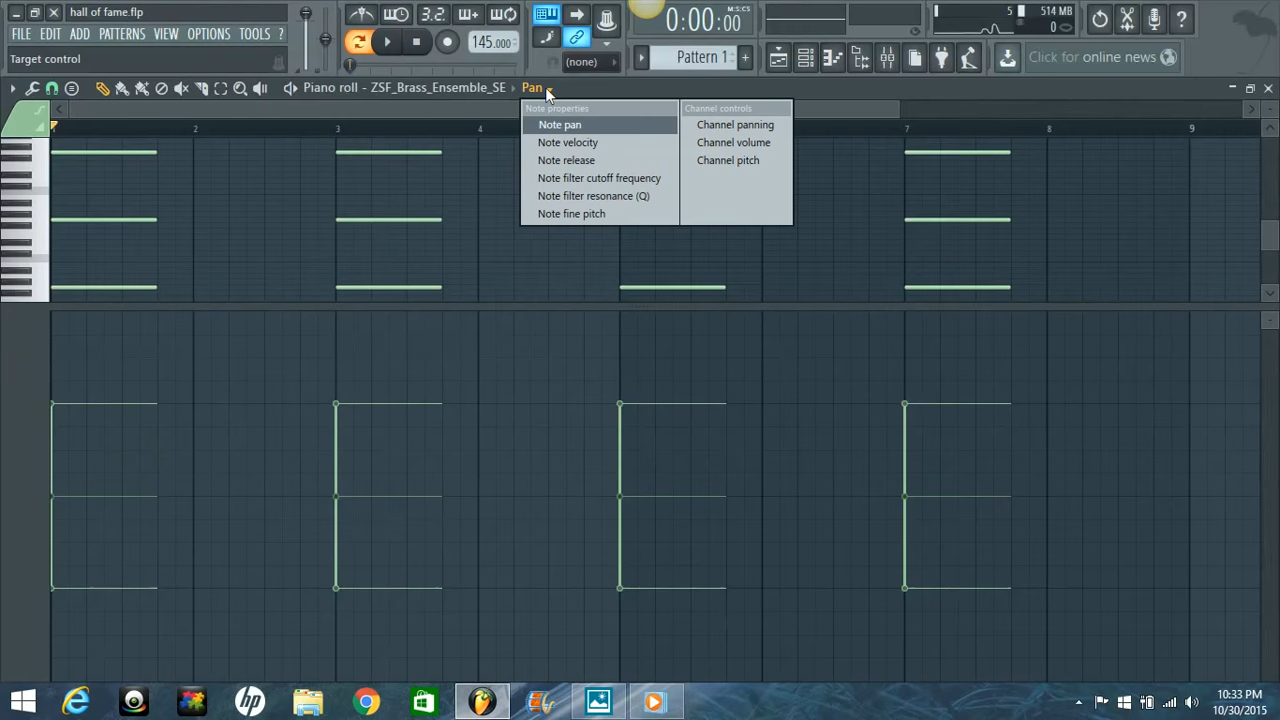 hall of fame.flp
FILE EDIT ADD PATTERNS VIEW OPTIONS TOOLS ?
Target control
3.2.
145.000
0:00:00
M:S:CS
(none)
Pattern 1
5 514 MB
0
Click for online news
Piano roll - ZSF_Brass_Ensemble_SE Pan
Note properties
Note pan
Note velocity
Note release
Note filter cutoff frequency
Note filter resonance (Q)
Note fine pitch
Channel controls
Channel panning
Channel volume
Channel pitch
2 3 4 7 8 9
10:33 PM
10/30/2015